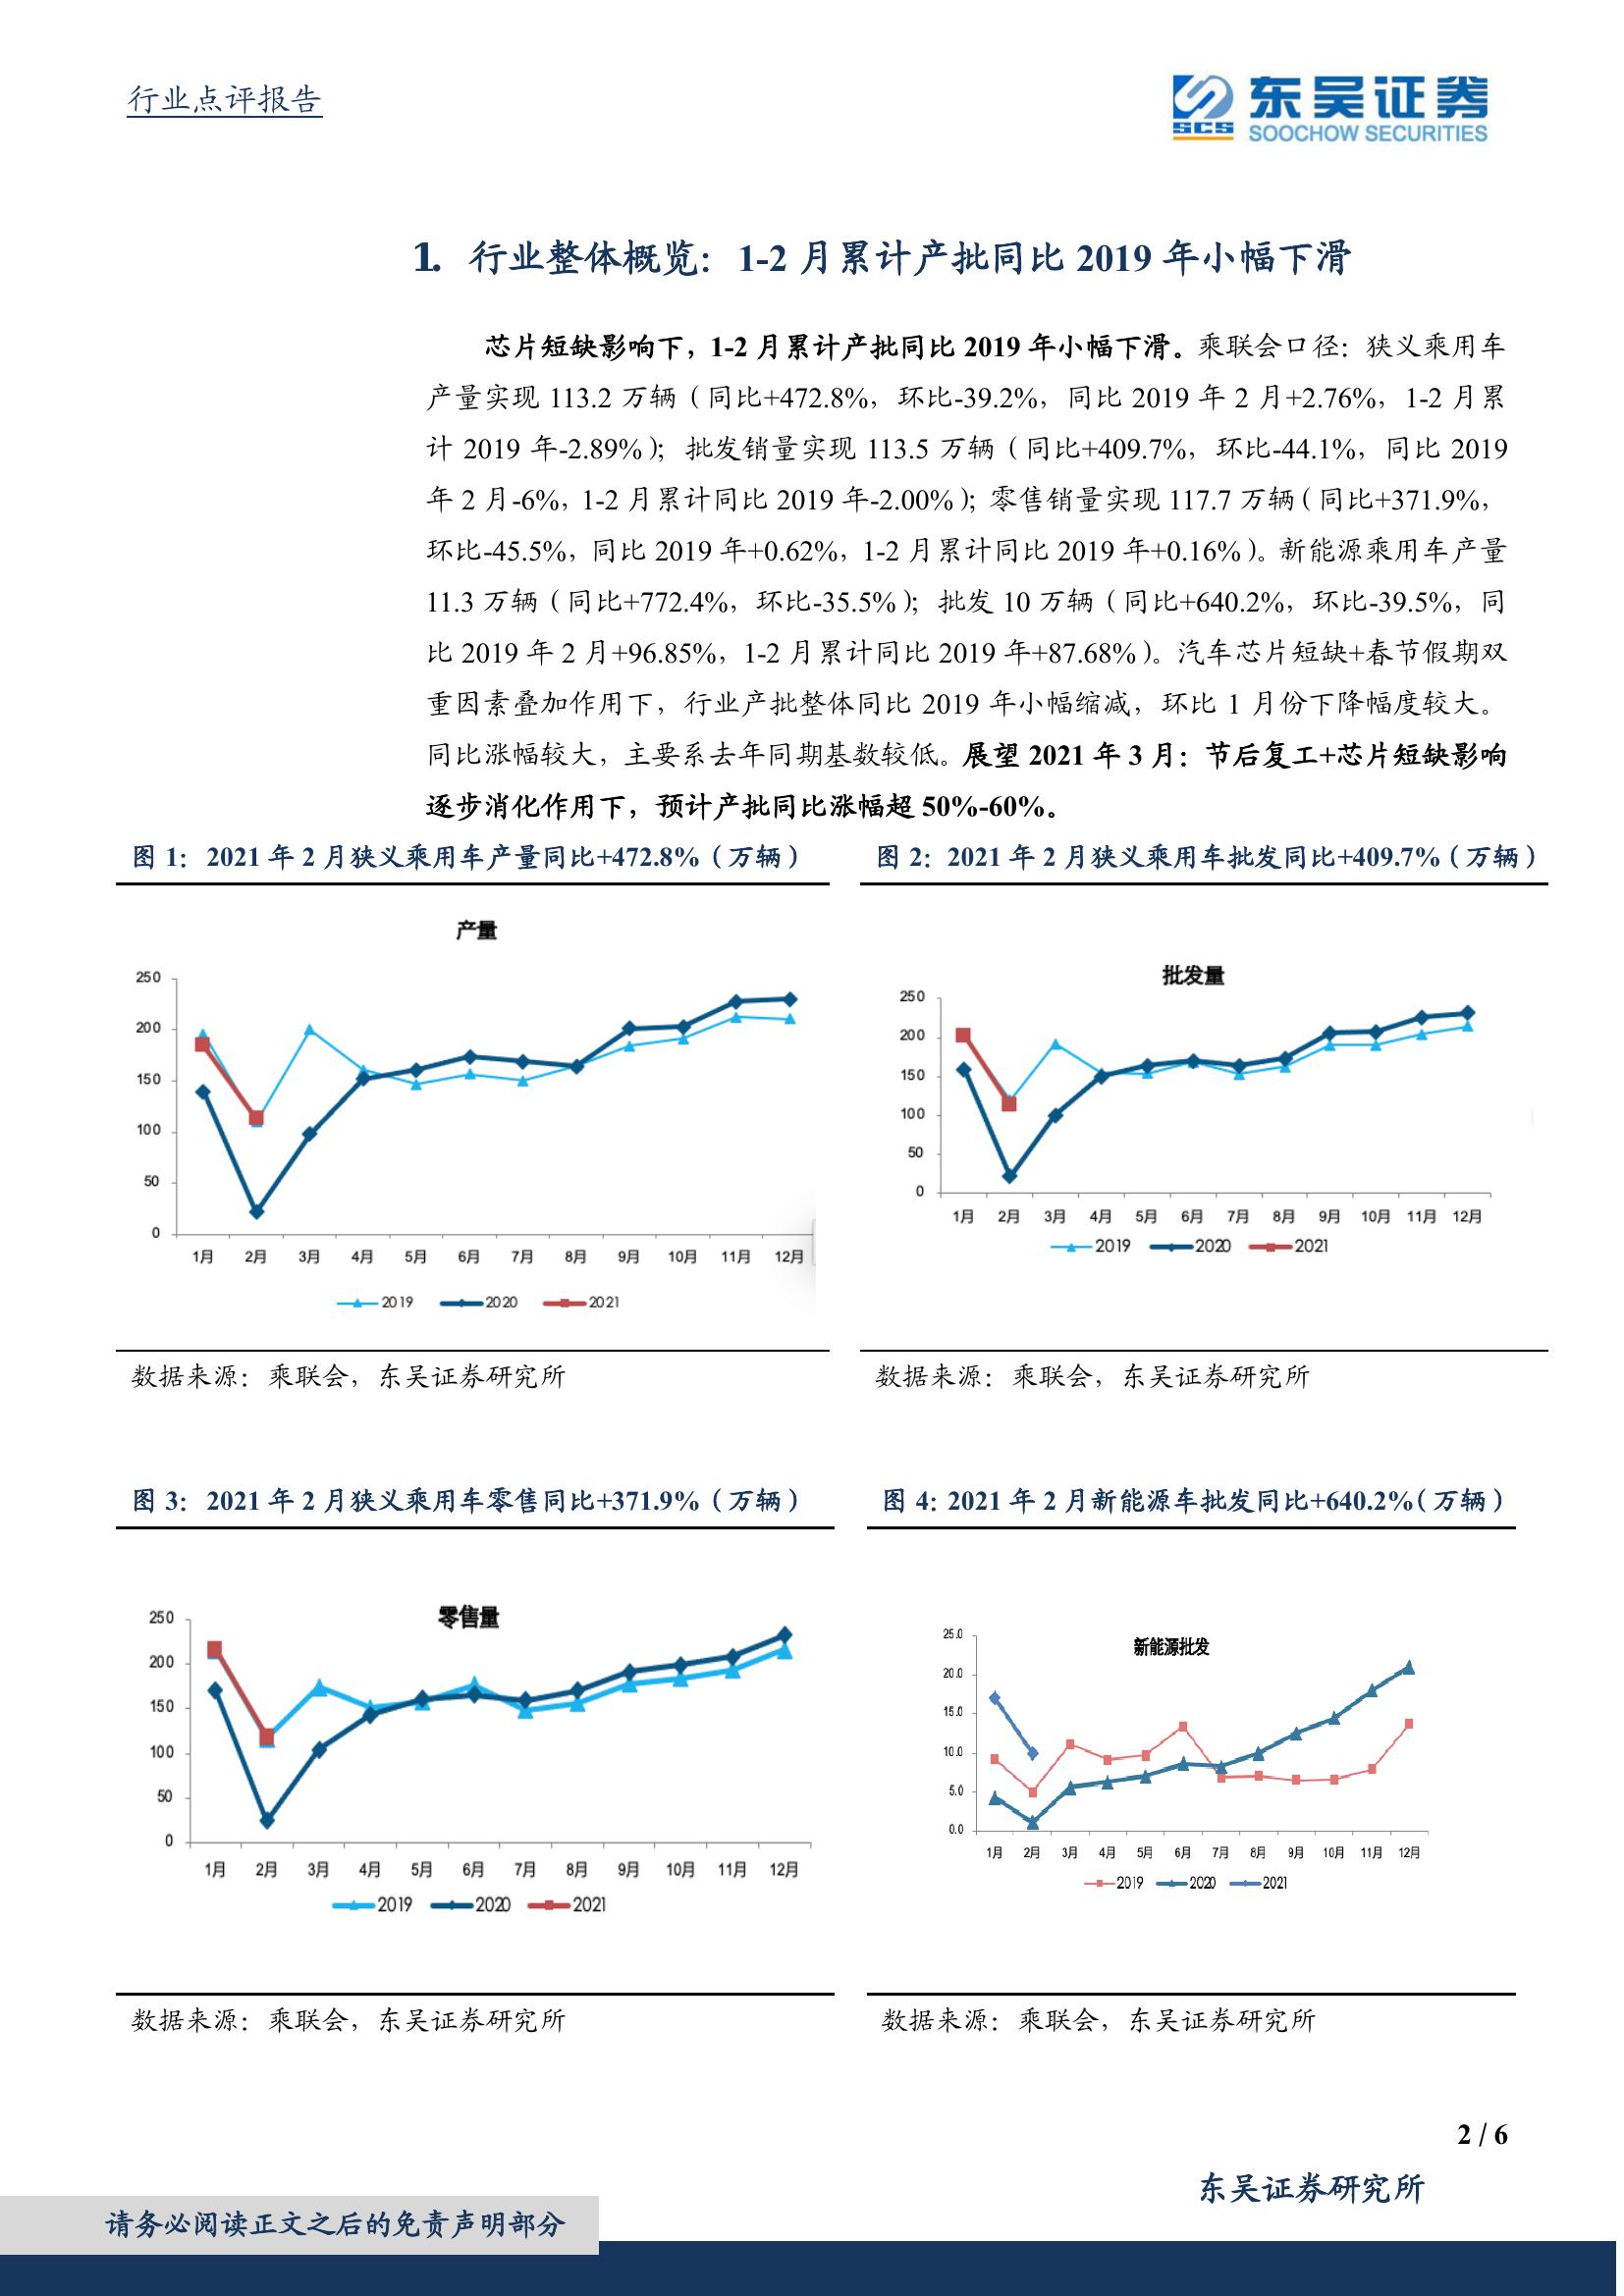 行业点评报告
SCS
东吴证券
SOOCHOW SECURITIES
1. 行业整体概览：1-2 月累计产批同比 2019 年小幅下滑
芯片短缺影响下，1-2 月累计产批同比 2019 年小幅下滑。乘联会口径：狭义乘用车
产量实现 113.2 万辆（同比+472.8%，环比-39.2%，同比 2019 年 2 月+2.76%，1-2 月累
计 2019 年-2.89%）；批发销量实现 113.5 万辆（同比+409.7%，环比-44.1%，同比 2019
年 2 月-6%，1-2 月累计同比 2019 年-2.00%）；零售销量实现 117.7 万辆（同比+371.9%，
环比-45.5%，同比 2019 年+0.62%，1-2 月累计同比 2019 年+0.16%）。新能源乘用车产量
11.3 万辆（同比+772.4%，环比-35.5%）；批发 10 万辆（同比+640.2%，环比-39.5%，同
比 2019 年 2 月+96.85%，1-2 月累计同比 2019 年+87.68%）。汽车芯片短缺+春节假期双
重因素叠加作用下，行业产批整体同比 2019 年小幅缩减，环比 1 月份下降幅度较大。
同比涨幅较大，主要系去年同期基数较低。展望 2021 年 3 月：节后复工+芯片短缺影响
逐步消化作用下，预计产批同比涨幅超 50%-60%。
图 1：2021 年 2 月狭义乘用车产量同比+472.8%（万辆）
产量
250
200
150
100
50
0
1月 2月 3月 4月 5月 6月 7月 8月 9月 10月 11月 12月
2019 2020 2021
数据来源：乘联会，东吴证券研究所
图 2：2021 年 2 月狭义乘用车批发同比+409.7%（万辆）
批发量
250
200
150
100
50
0
1月 2月 3月 4月 5月 6月 7月 8月 9月 10月 11月 12月
2019 2020 2021
数据来源：乘联会，东吴证券研究所
图 3：2021 年 2 月狭义乘用车零售同比+371.9%（万辆）
零售量
250
200
150
100
50
0
1月 2月 3月 4月 5月 6月 7月 8月 9月 10月 11月 12月
2019 2020 2021
数据来源：乘联会，东吴证券研究所
图 4：2021 年 2 月新能源车批发同比+640.2%（万辆）
新能源批发
25.0
20.0
15.0
10.0
5.0
0.0
1月 2月 3月 4月 5月 6月 7月 8月 9月 10月 11月 12月
2019 2020 2021
数据来源：乘联会，东吴证券研究所
2 / 6
东吴证券研究所
请务必阅读正文之后的免责声明部分